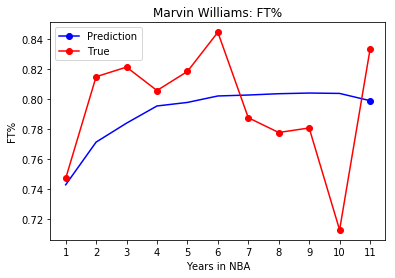 Marvin Williams: FT%
Prediction
True
FT%
0.84
0.82
0.80
0.78
0.76
0.74
0.72
1 2 3 4 5 6 7 8 9 10 11
Years in NBA